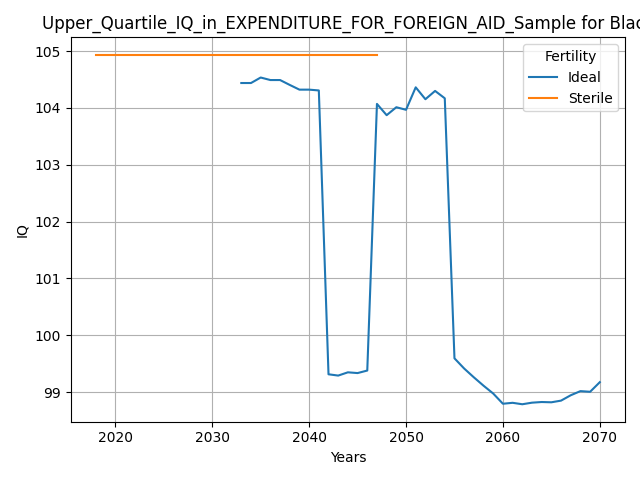 Upper_Quartile_IQ_in_EXPENDITURE_FOR_FOREIGN_AID_Sample for Blac
105
104
103
102
101
100
99
IQ
Fertility
Ideal
Sterile
2020 2030 2040 2050 2060 2070
Years